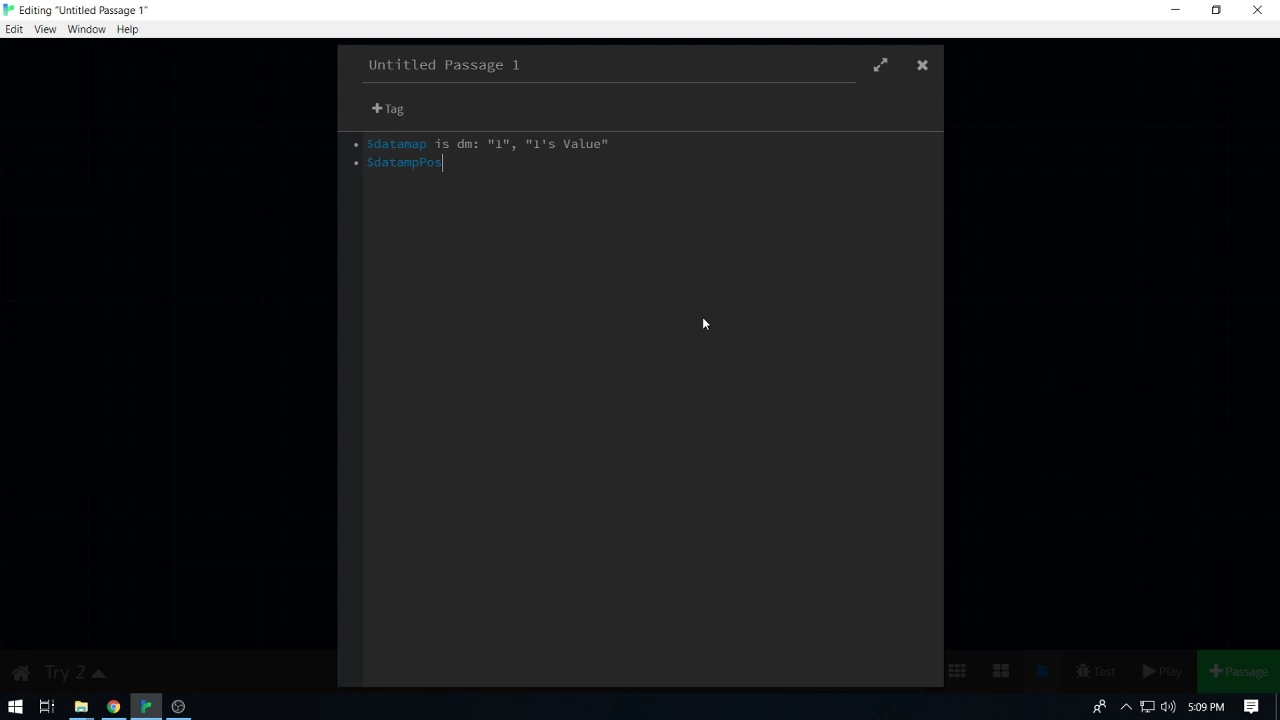 Editing "Untitled Passage 1"
Edit View Window Help
Untitled Passage 1
+Tag
$datamap is dm: "1", "1's Value"
$datampPos
Try 2
Test
Play
+Passage
5:09 PM